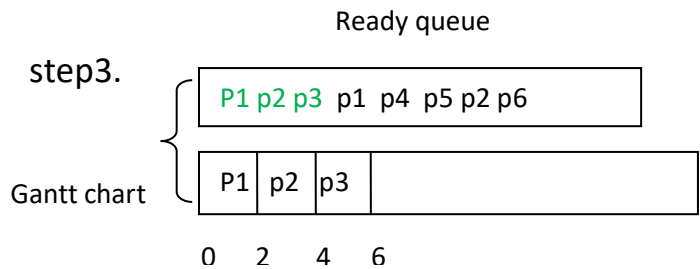 Ready queue
step3.
P1 p2 p3 p1 p4 p5 p2 p6
Gantt chart
P1 p2 p3
0 2 4 6